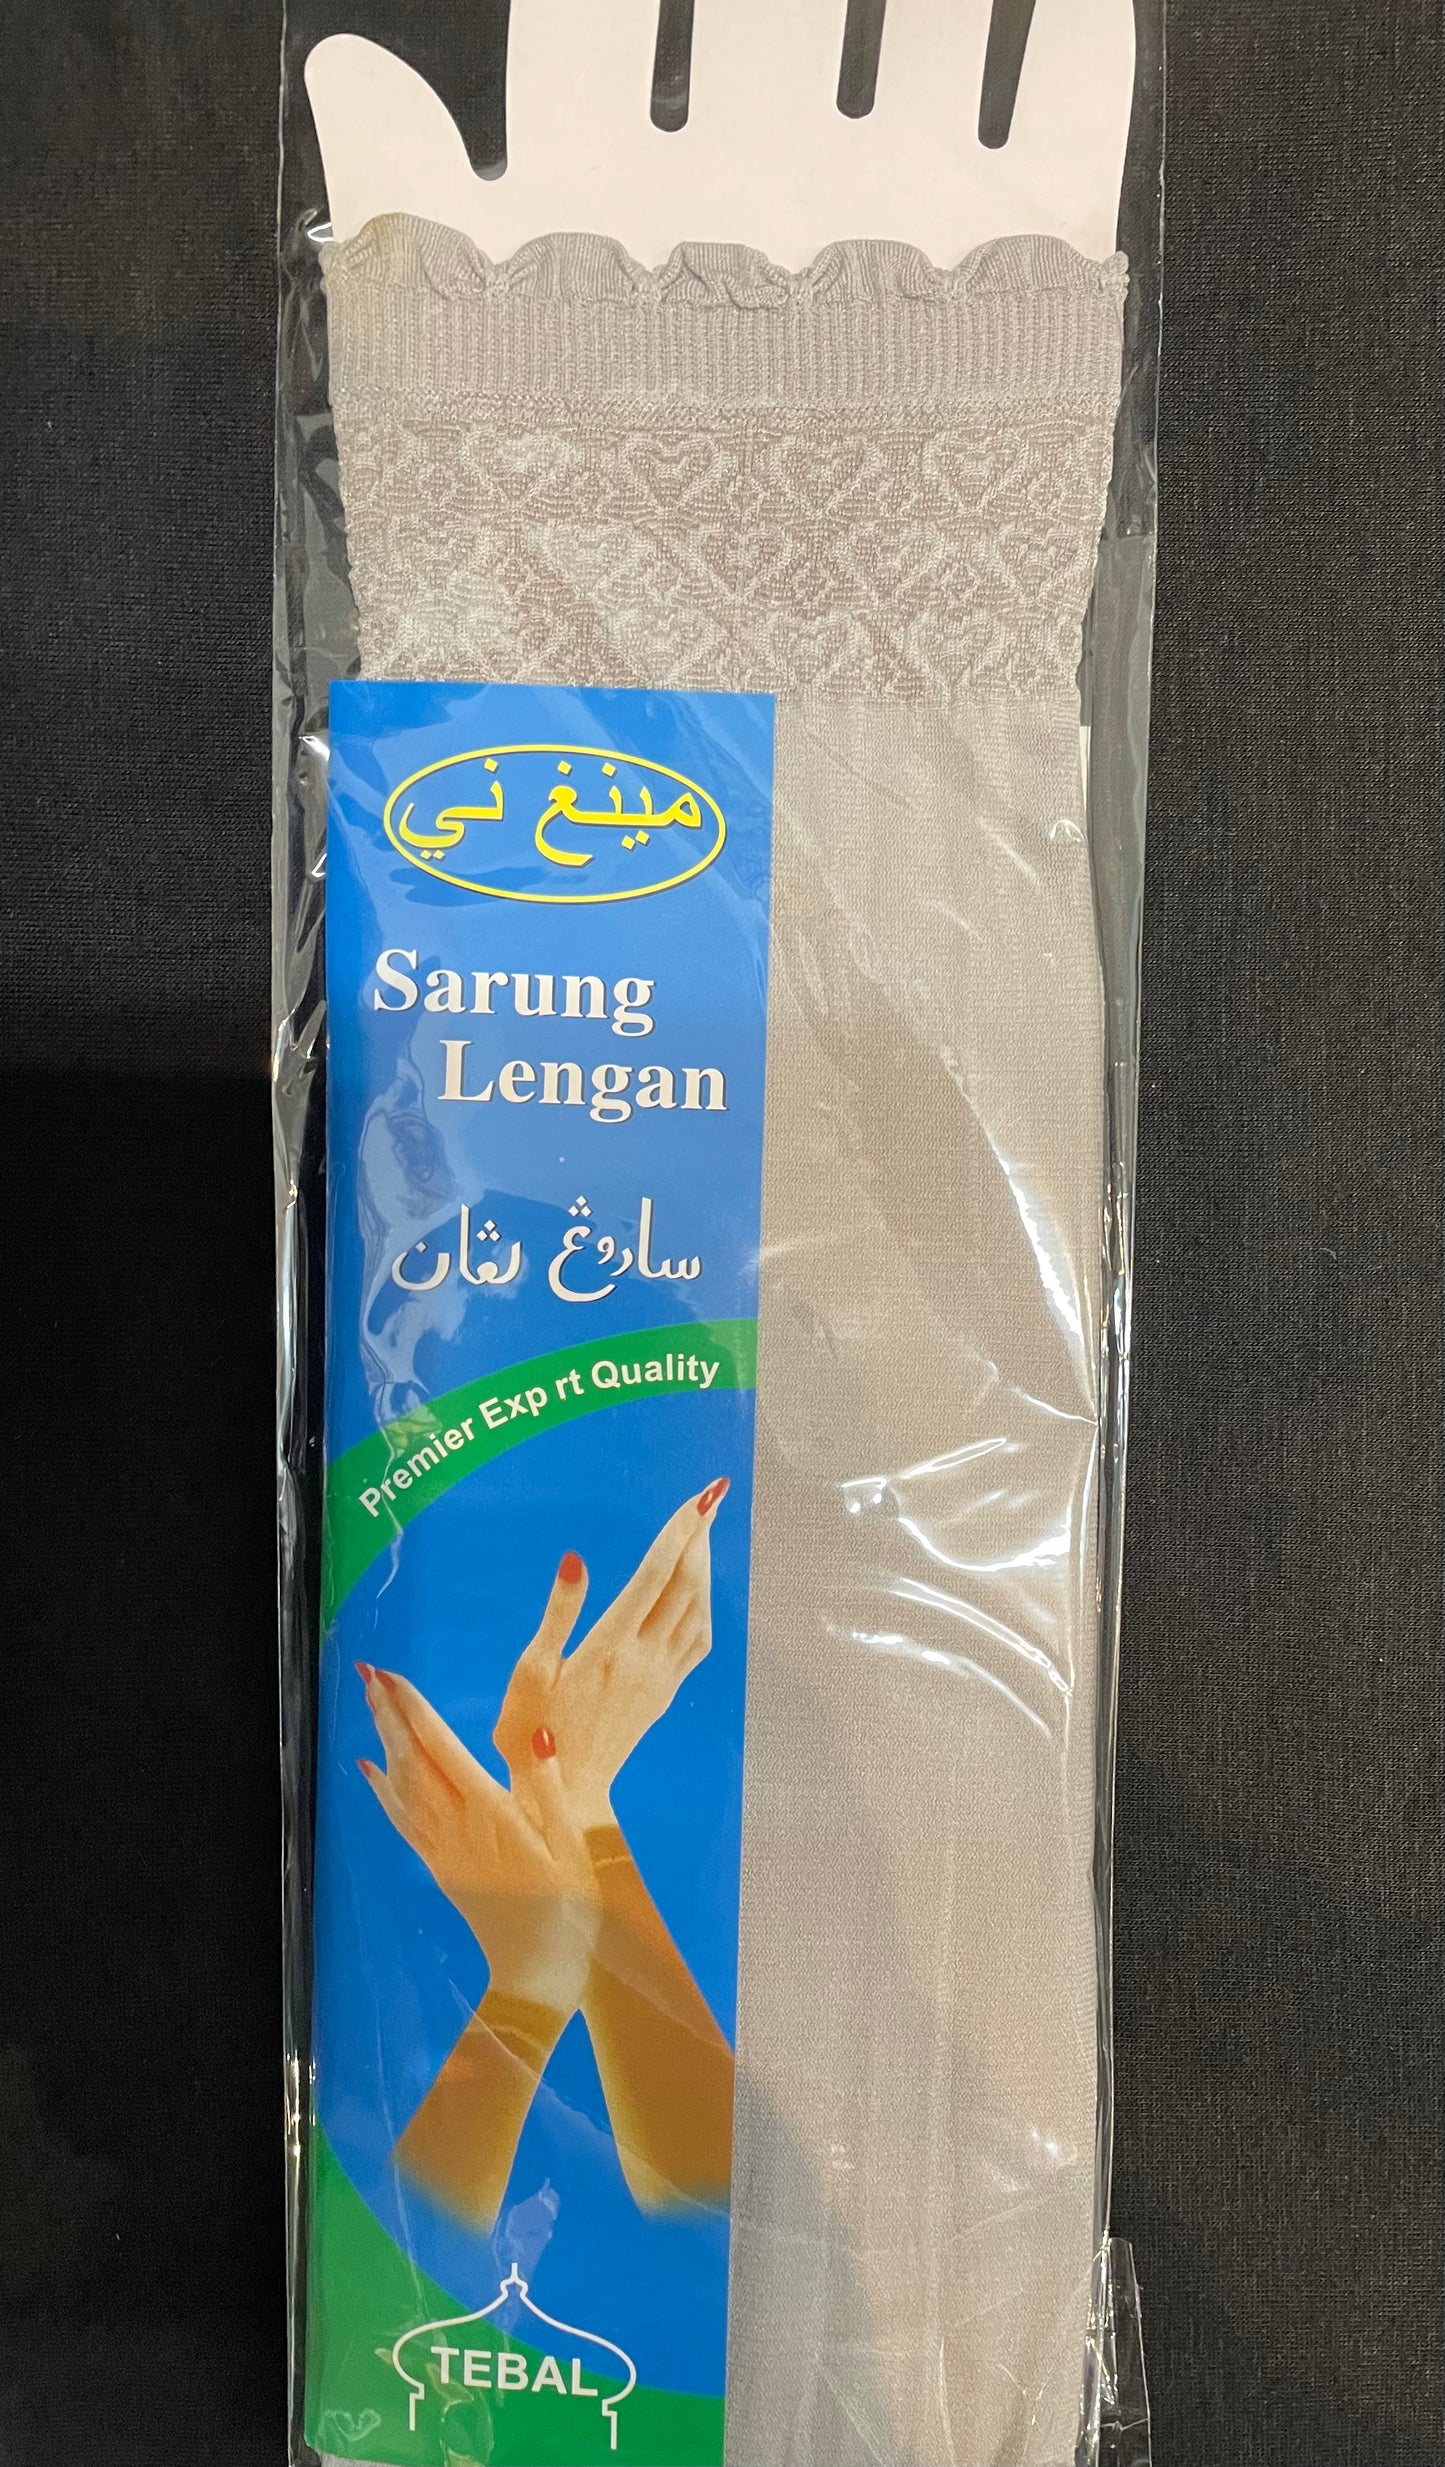 مينغ ني
Sarung
Lengan
ساروڠ لڠان
Premier Exp rt Quality
TEBAL